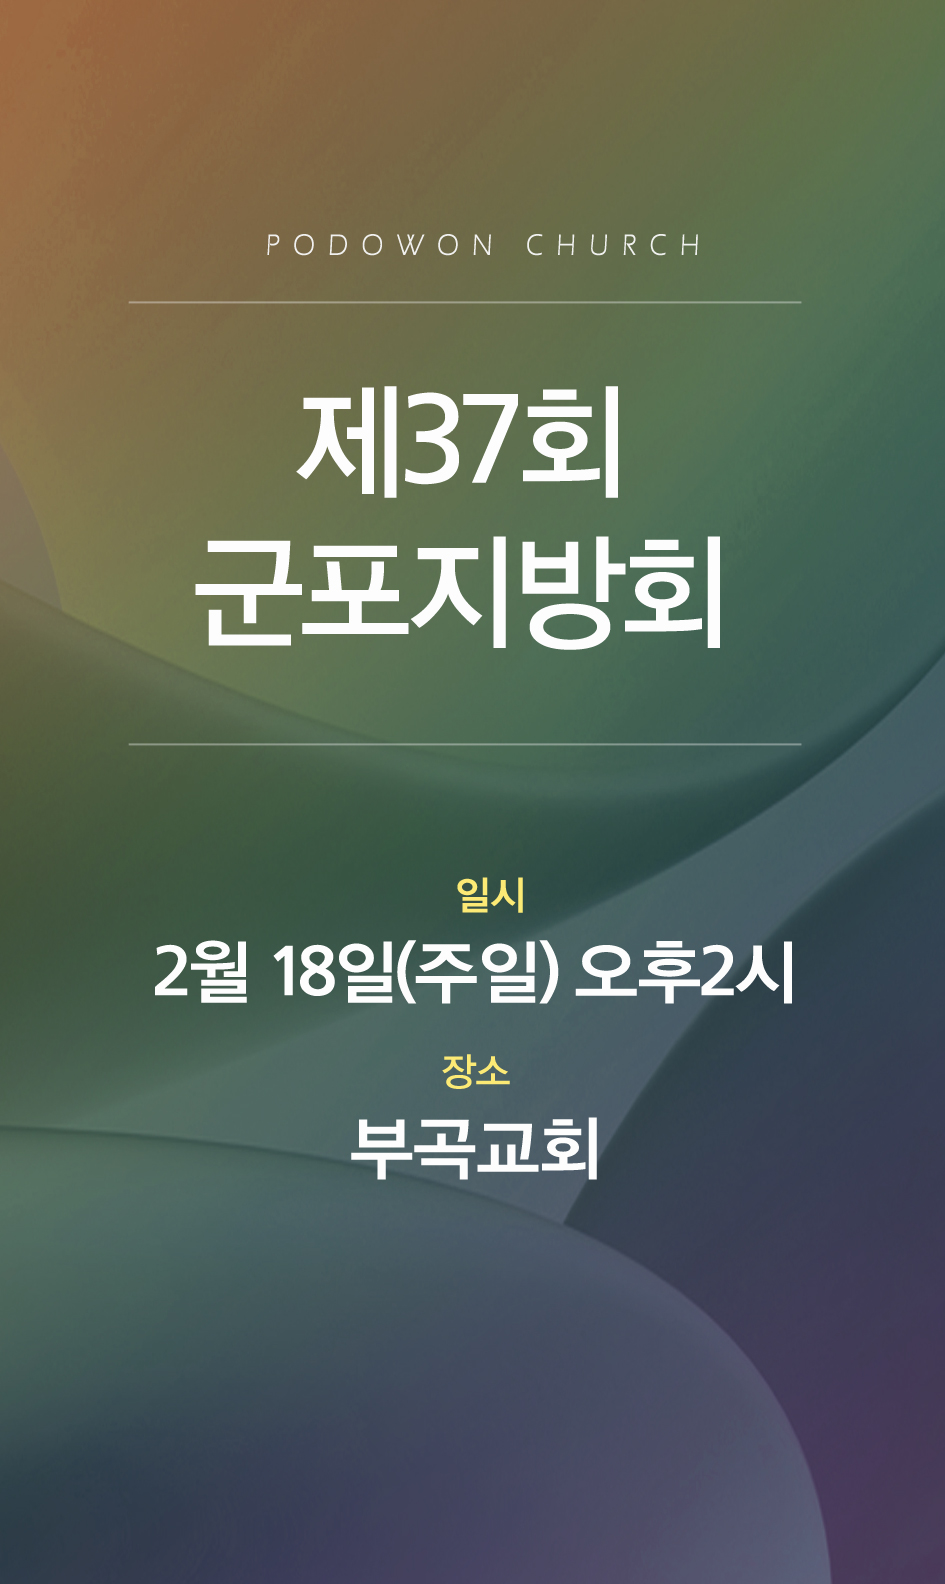 PODOWON CHURCH
제37회
군포지방회
일시
2월 18일(주일) 오후2시
장소
부곡교회